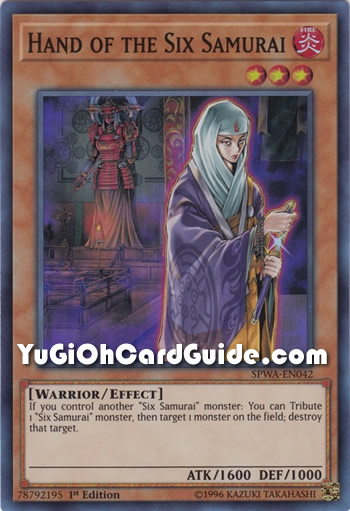 HAND OF THE SIX SAMURAI
FIRE
炎
YuGiOhCardGuide.com
SPWA-EN042
[WARRIOR/EFFECT]
If you control another "Six Samurai" monster: You can Tribute
1 "Six Samurai" monster, then target 1 monster on the field; destroy
that target.
ATK/1600 DEF/1000
78792195 1st Edition ©1996 KAZUKI TAKAHASHI